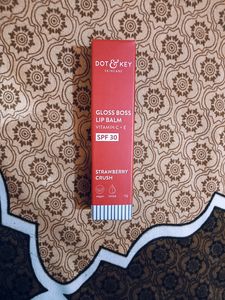 DOT & KEY
SKINCARE
GLOSS BOSS
LIP BALM
VITAMIN C + E
SPF 30
STRAWBERRY
CRUSH